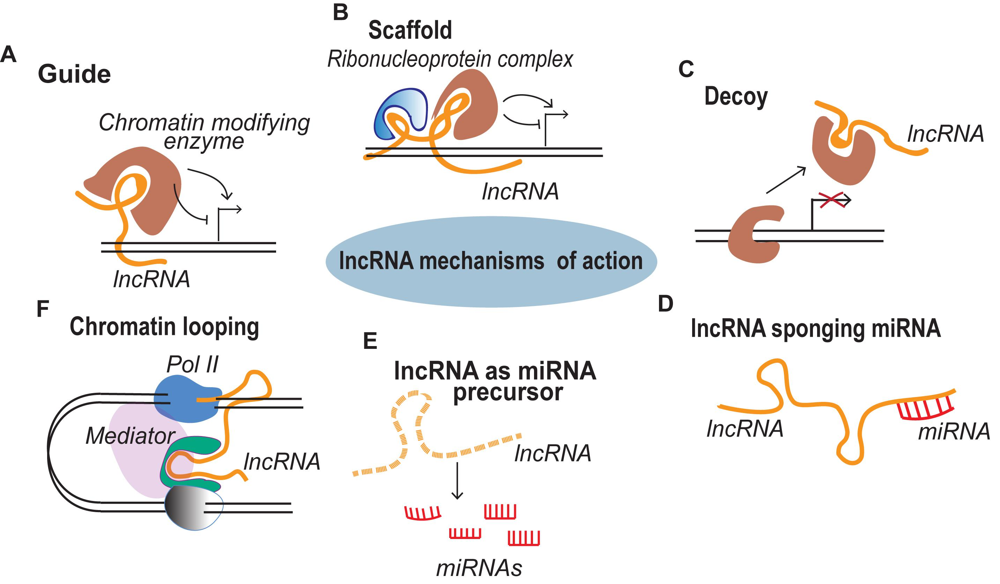 A
Guide
Chromatin modifying
enzyme
lncRNA
B
Scaffold
Ribonucleoprotein complex
lncRNA
C
Decoy
lncRNA
lncRNA mechanisms of action
D
lncRNA sponging miRNA
lncRNA
miRNA
E
lncRNA as miRNA
precursor
lncRNA
miRNAs
F
Chromatin looping
Pol II
Mediator
lncRNA